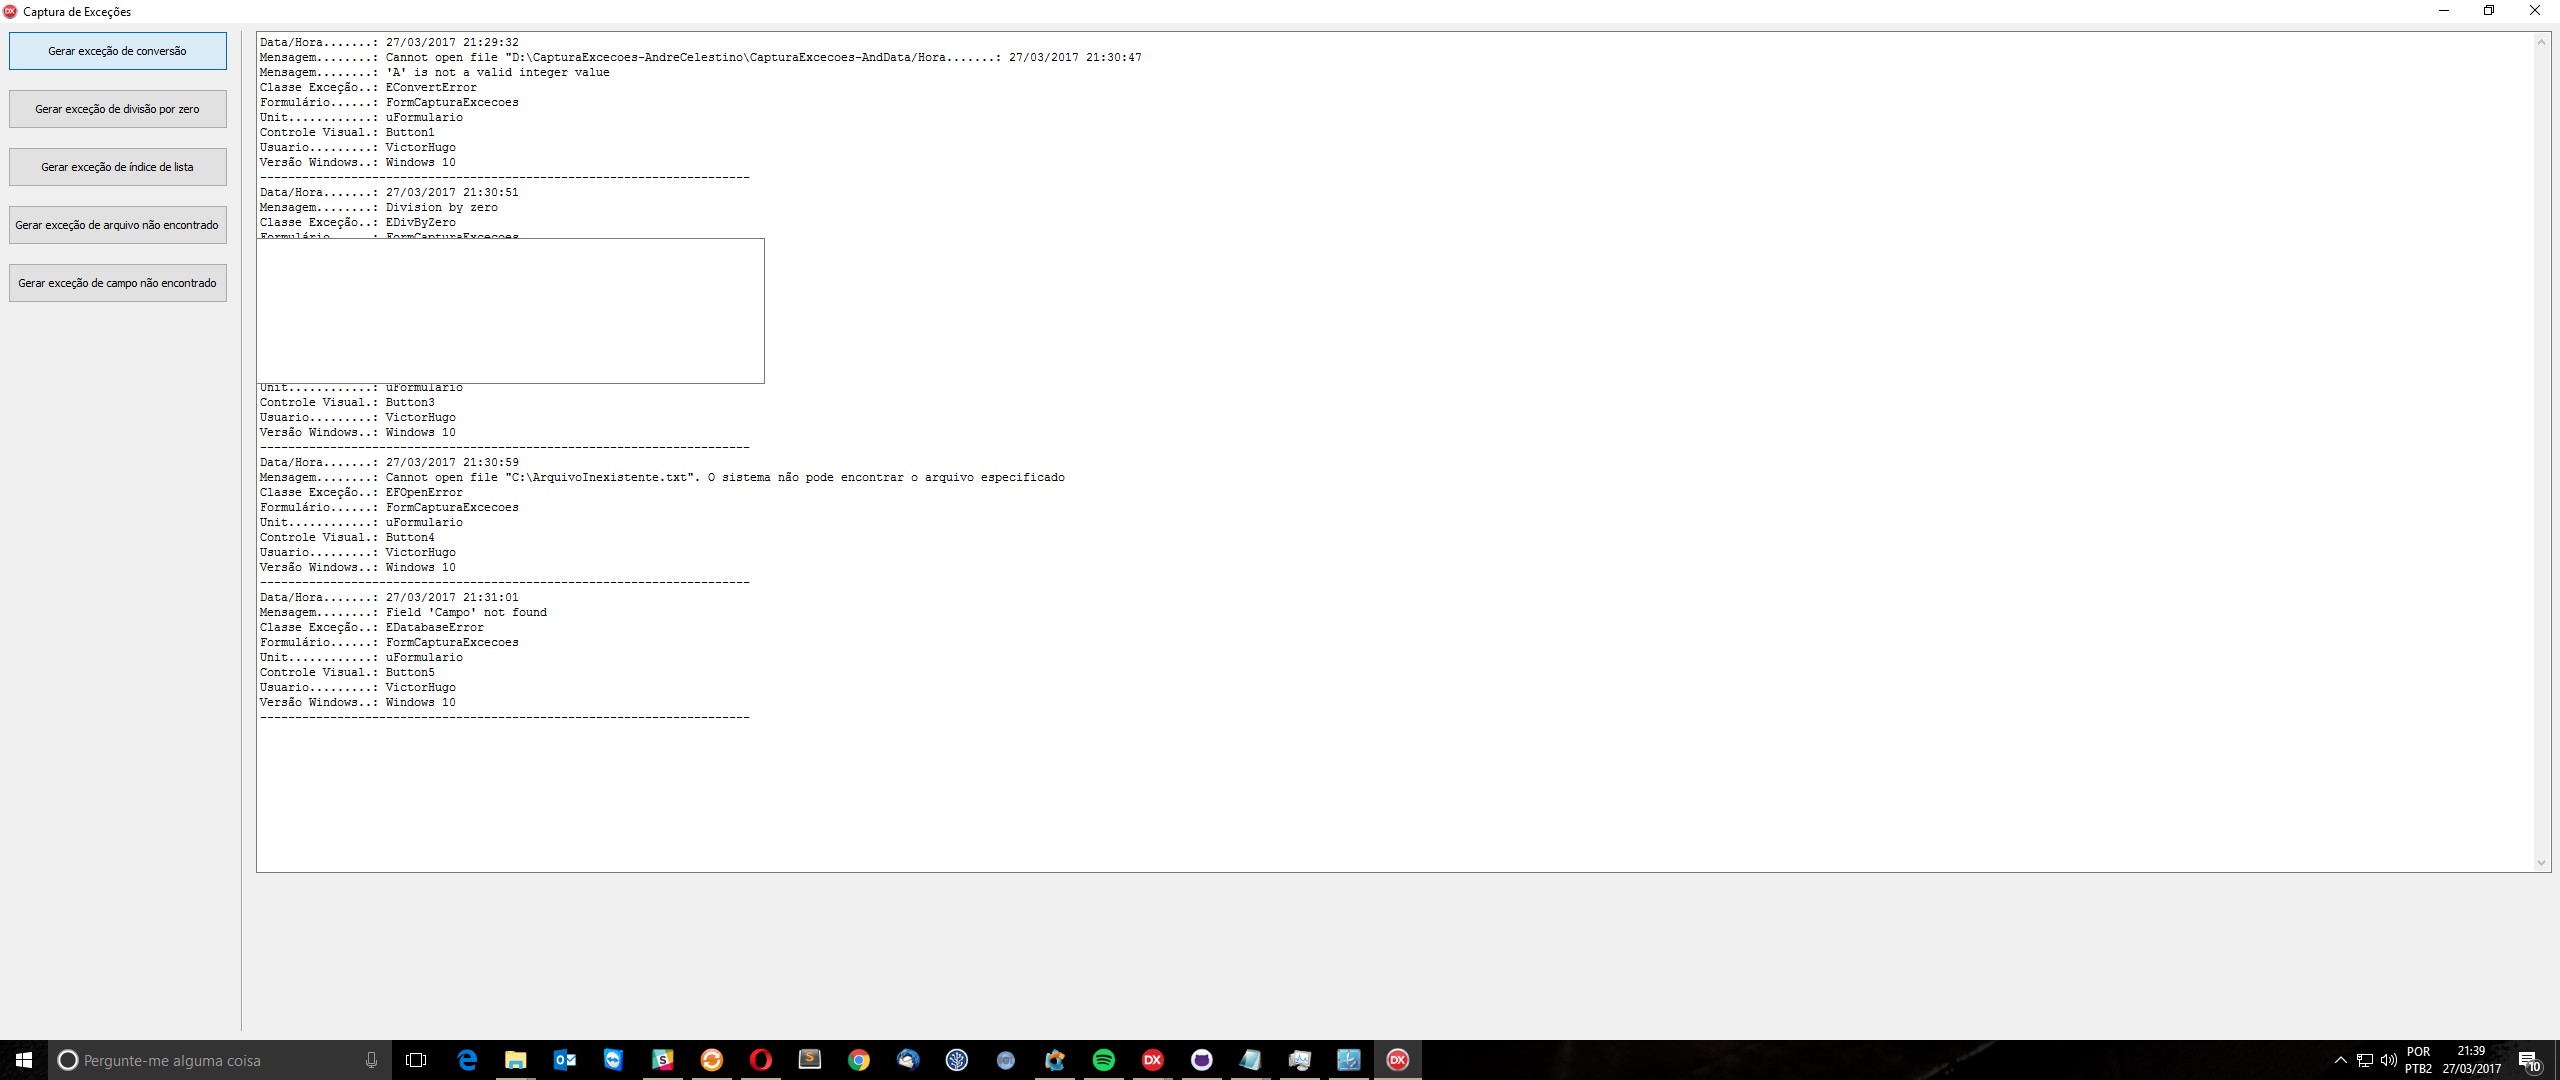 Captura de Exceções
Gerar exceção de conversão
Gerar exceção de divisão por zero
Gerar exceção de índice de lista
Gerar exceção de arquivo não encontrado
Gerar exceção de campo não encontrado
Data/Hora.......: 27/03/2017 21:29:32
Mensagem........: Cannot open file "D:\CapturaExcecoes-AndreCelestino\CapturaExcecoes-AndData/Hora.......: 27/03/2017 21:30:47
Mensagem........: 'A' is not a valid integer value
Classe Exceção..: EConvertError
Formulário......: FormCapturaExcecoes
Unit............: uFormulario
Controle Visual.: Button1
Usuario.........: VictorHugo
Versão Windows..: Windows 10
----------------------------------------------------------------------
Data/Hora.......: 27/03/2017 21:30:51
Mensagem........: Division by zero
Classe Exceção..: EDivByZero
Formulário......: FormCapturaExcecoes
Unit............: uFormulario
Controle Visual.: Button3
Usuario.........: VictorHugo
Versão Windows..: Windows 10
----------------------------------------------------------------------
Data/Hora.......: 27/03/2017 21:30:59
Mensagem........: Cannot open file "C:\ArquivoInexistente.txt". O sistema não pode encontrar o arquivo especificado
Classe Exceção..: EFOpenError
Formulário......: FormCapturaExcecoes
Unit............: uFormulario
Controle Visual.: Button4
Usuario.........: VictorHugo
Versão Windows..: Windows 10
----------------------------------------------------------------------
Data/Hora.......: 27/03/2017 21:31:01
Mensagem........: Field 'Campo' not found
Classe Exceção..: EDatabaseError
Formulário......: FormCapturaExcecoes
Unit............: uFormulario
Controle Visual.: Button5
Usuario.........: VictorHugo
Versão Windows..: Windows 10
----------------------------------------------------------------------
Pergunte-me alguma coisa
POR
PTB2
21:39
27/03/2017
10